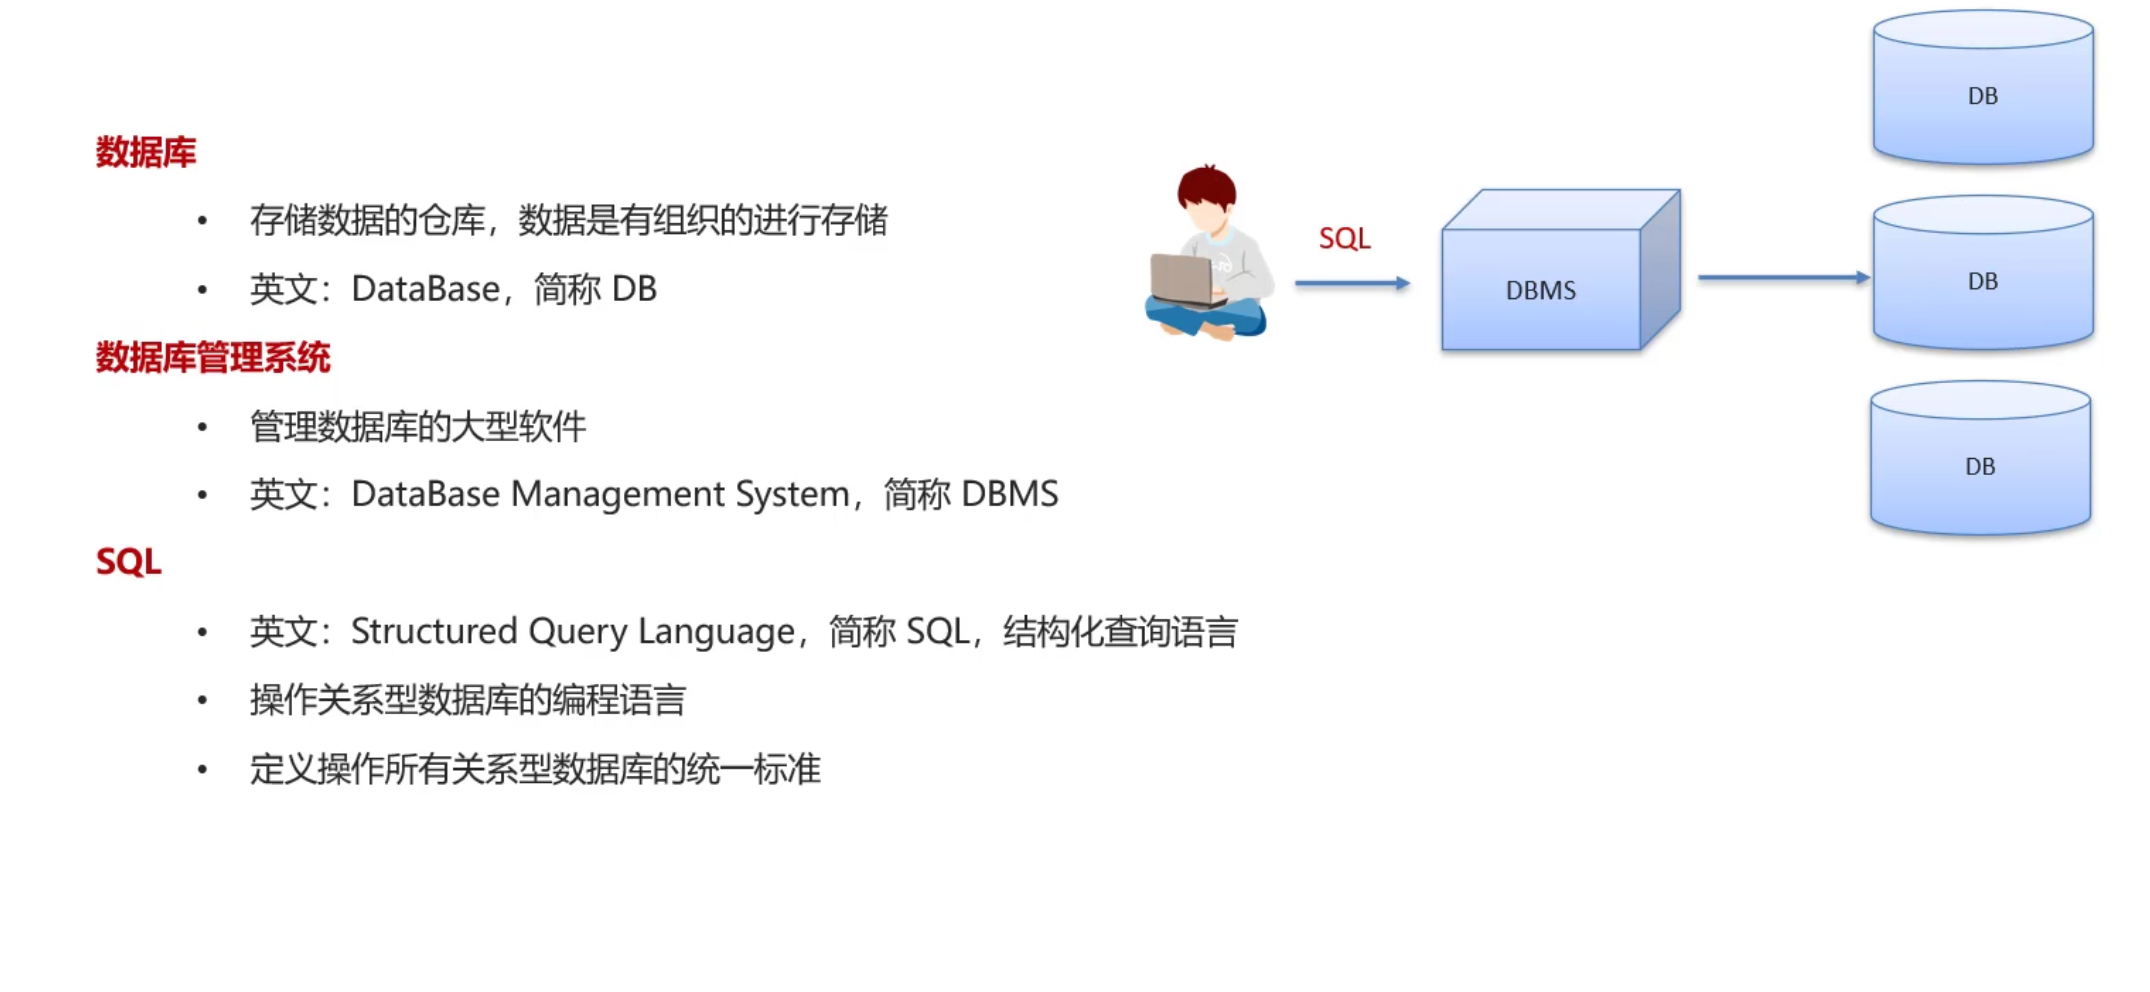 数据库
• 存储数据的仓库，数据是有组织的进行存储
• 英文：DataBase，简称 DB
数据库管理系统
• 管理数据库的大型软件
• 英文：DataBase Management System，简称 DBMS
SQL
• 英文：Structured Query Language，简称 SQL，结构化查询语言
• 操作关系型数据库的编程语言
• 定义操作所有关系型数据库的统一标准
SQL
DBMS
DB
DB
DB